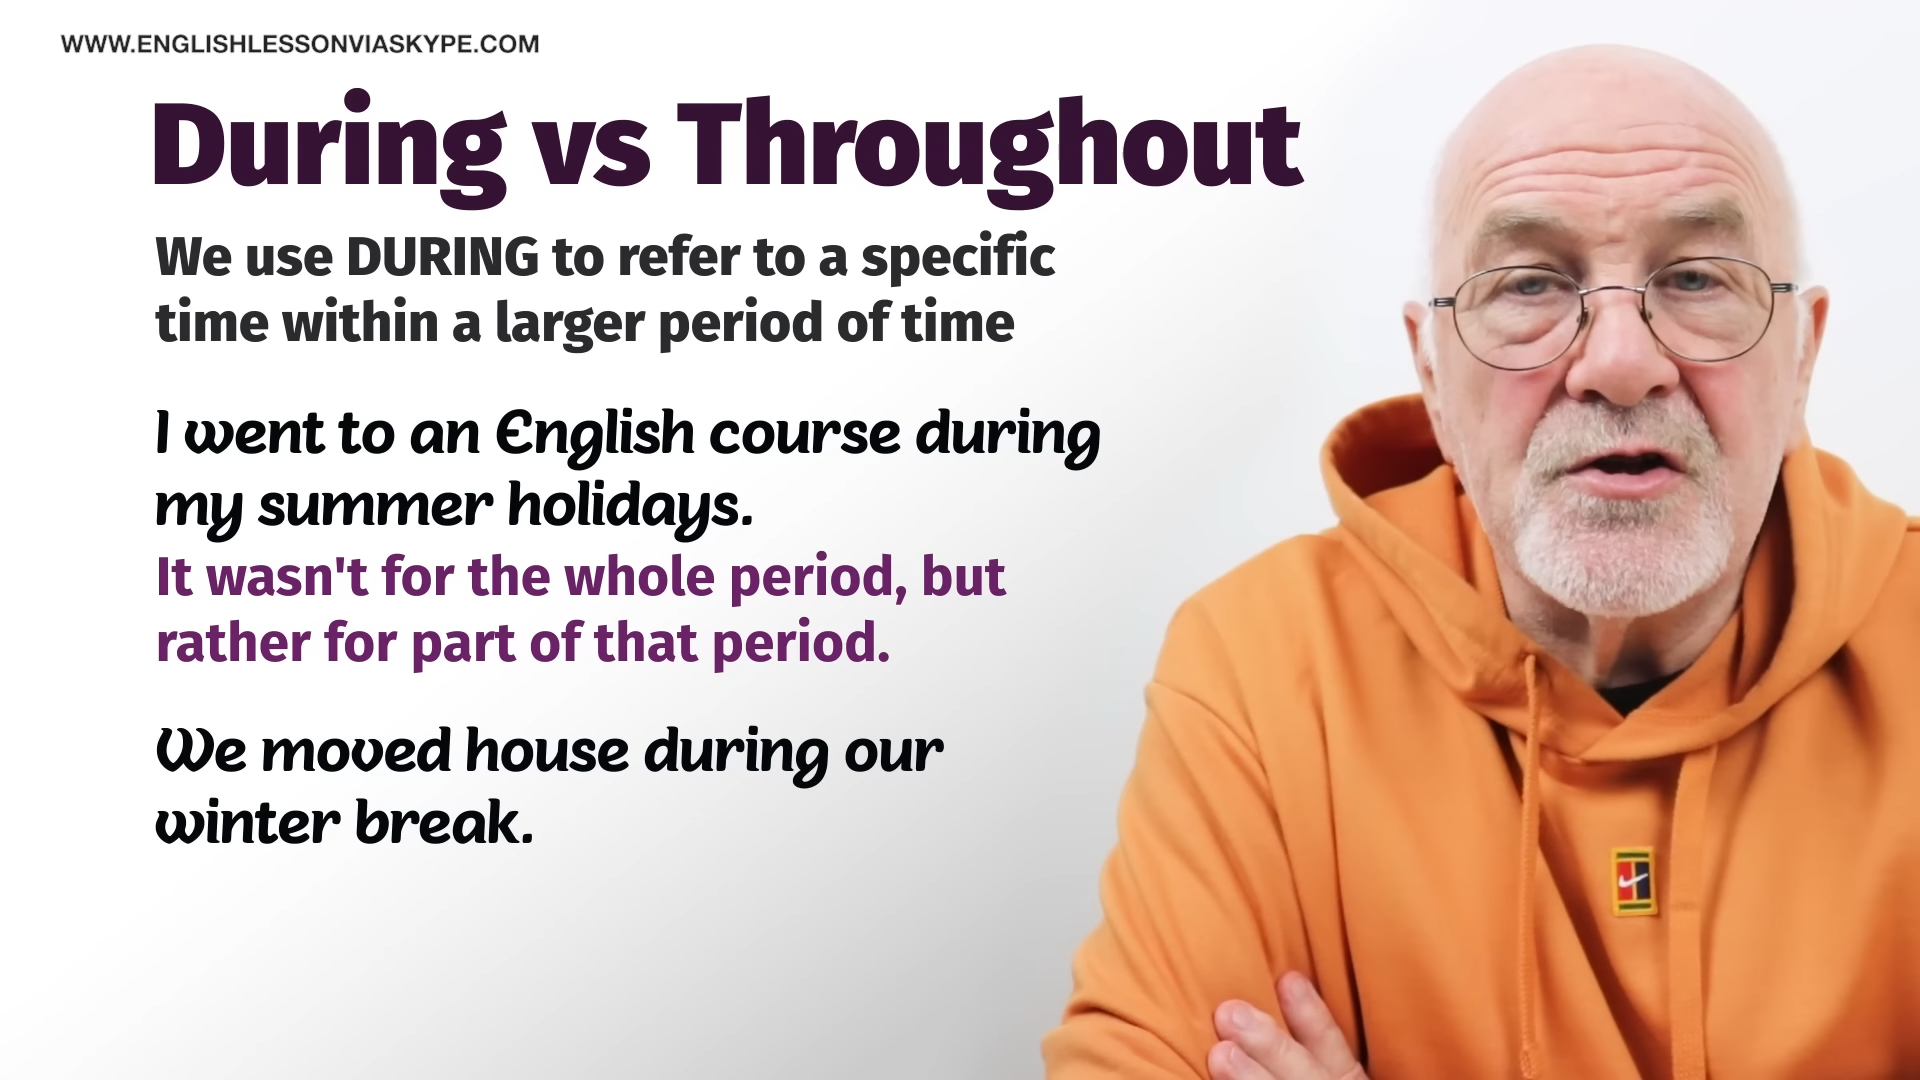 WWW.ENGLISHLESSONVIASKYPE.COM
During vs Throughout
We use DURING to refer to a specific
time within a larger period of time
I went to an English course during
my summer holidays.
It wasn't for the whole period, but
rather for part of that period.
We moved house during our
winter break.